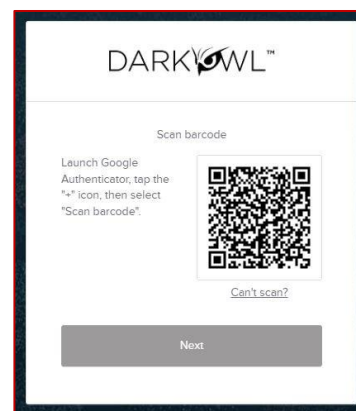 DARKOWL™
Scan barcode
Launch Google
Authenticator, tap the
"+" icon, then select
"Scan barcode".
Can't scan?
Next